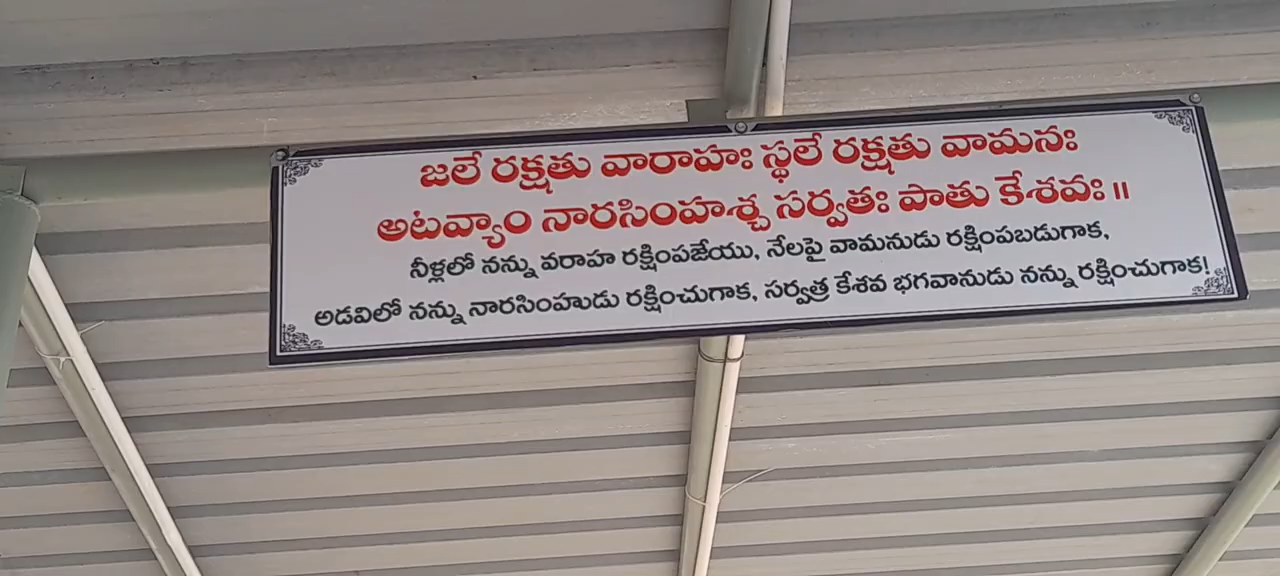 జలే రక్షతు వారాహః స్థలే రక్షతు వామనః
అటవ్యాం నారసింహశ్చ సర్వతః పాతు కేశవః ॥
నీళ్లలో నన్ను వరాహ రక్షింపజేయు, నేలపై వామనుడు రక్షింపబడుగాక,
అడవిలో నన్ను నారసింహుడు రక్షించుగాక, సర్వత్ర కేశవ భగవానుడు నన్ను రక్షించుగాక!